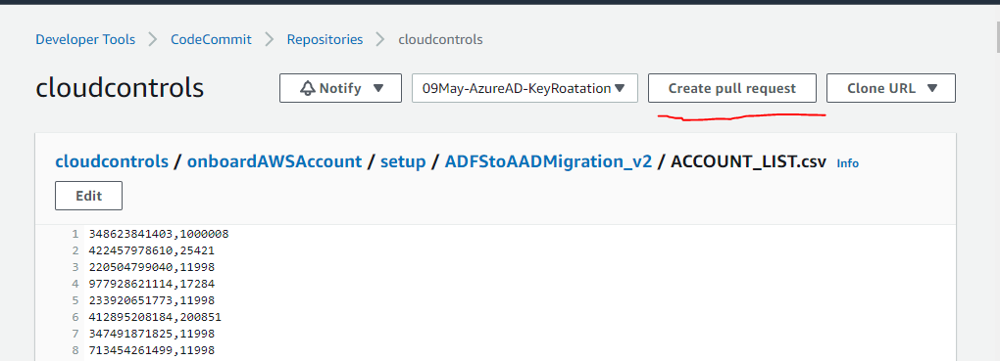 Developer Tools > CodeCommit > Repositories > cloudcontrols
cloudcontrols Notify 09May-AzureAD-KeyRoatation Create pull request Clone URL
cloudcontrols / onboardAWSAccount / setup / ADFStoAADMigration_v2 / ACCOUNT_LIST.csv Info
Edit
1 348623841403,1000008
2 422457978610,25421
3 220504799040,11998
4 977928621114,17284
5 233920651773,11998
6 412895208184,200851
7 347491871825,11998
8 713454261499,11998